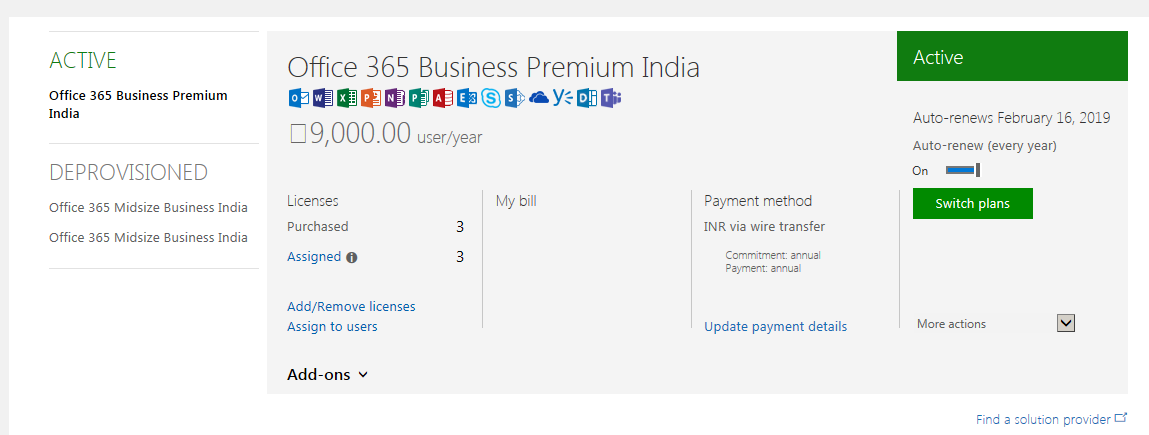 ACTIVE
Office 365 Business Premium
India
DEPROVISIONED
Office 365 Midsize Business India
Office 365 Midsize Business India
Office 365 Business Premium India
□9,000.00 user/year
Licenses
Purchased 3
Assigned 3
Add/Remove licenses
Assign to users
My bill
Payment method
INR via wire transfer
Commitment: annual
Payment: annual
Update payment details
Active
Auto-renews February 16, 2019
Auto-renew (every year)
On
Switch plans
More actions
Add-ons
Find a solution provider